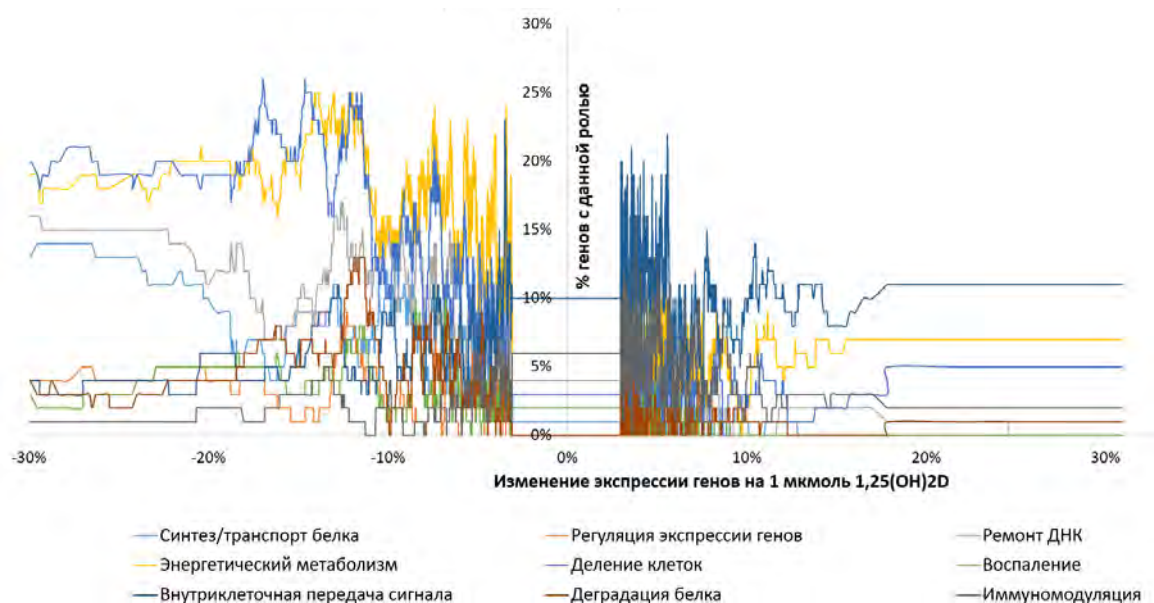 30%
25%
20%
15%
10%
5%
0%
% генов с данной ролью
-30%
-20%
-10%
0%
10%
20%
30%
Изменение экспрессии генов на 1 мкмоль 1,25(OH)2D
Синтез/транспорт белка
Регуляция экспрессии генов
Ремонт ДНК
Энергетический метаболизм
Деление клеток
Воспаление
Внутриклеточная передача сигнала
Деградация белка
Иммуномодуляция